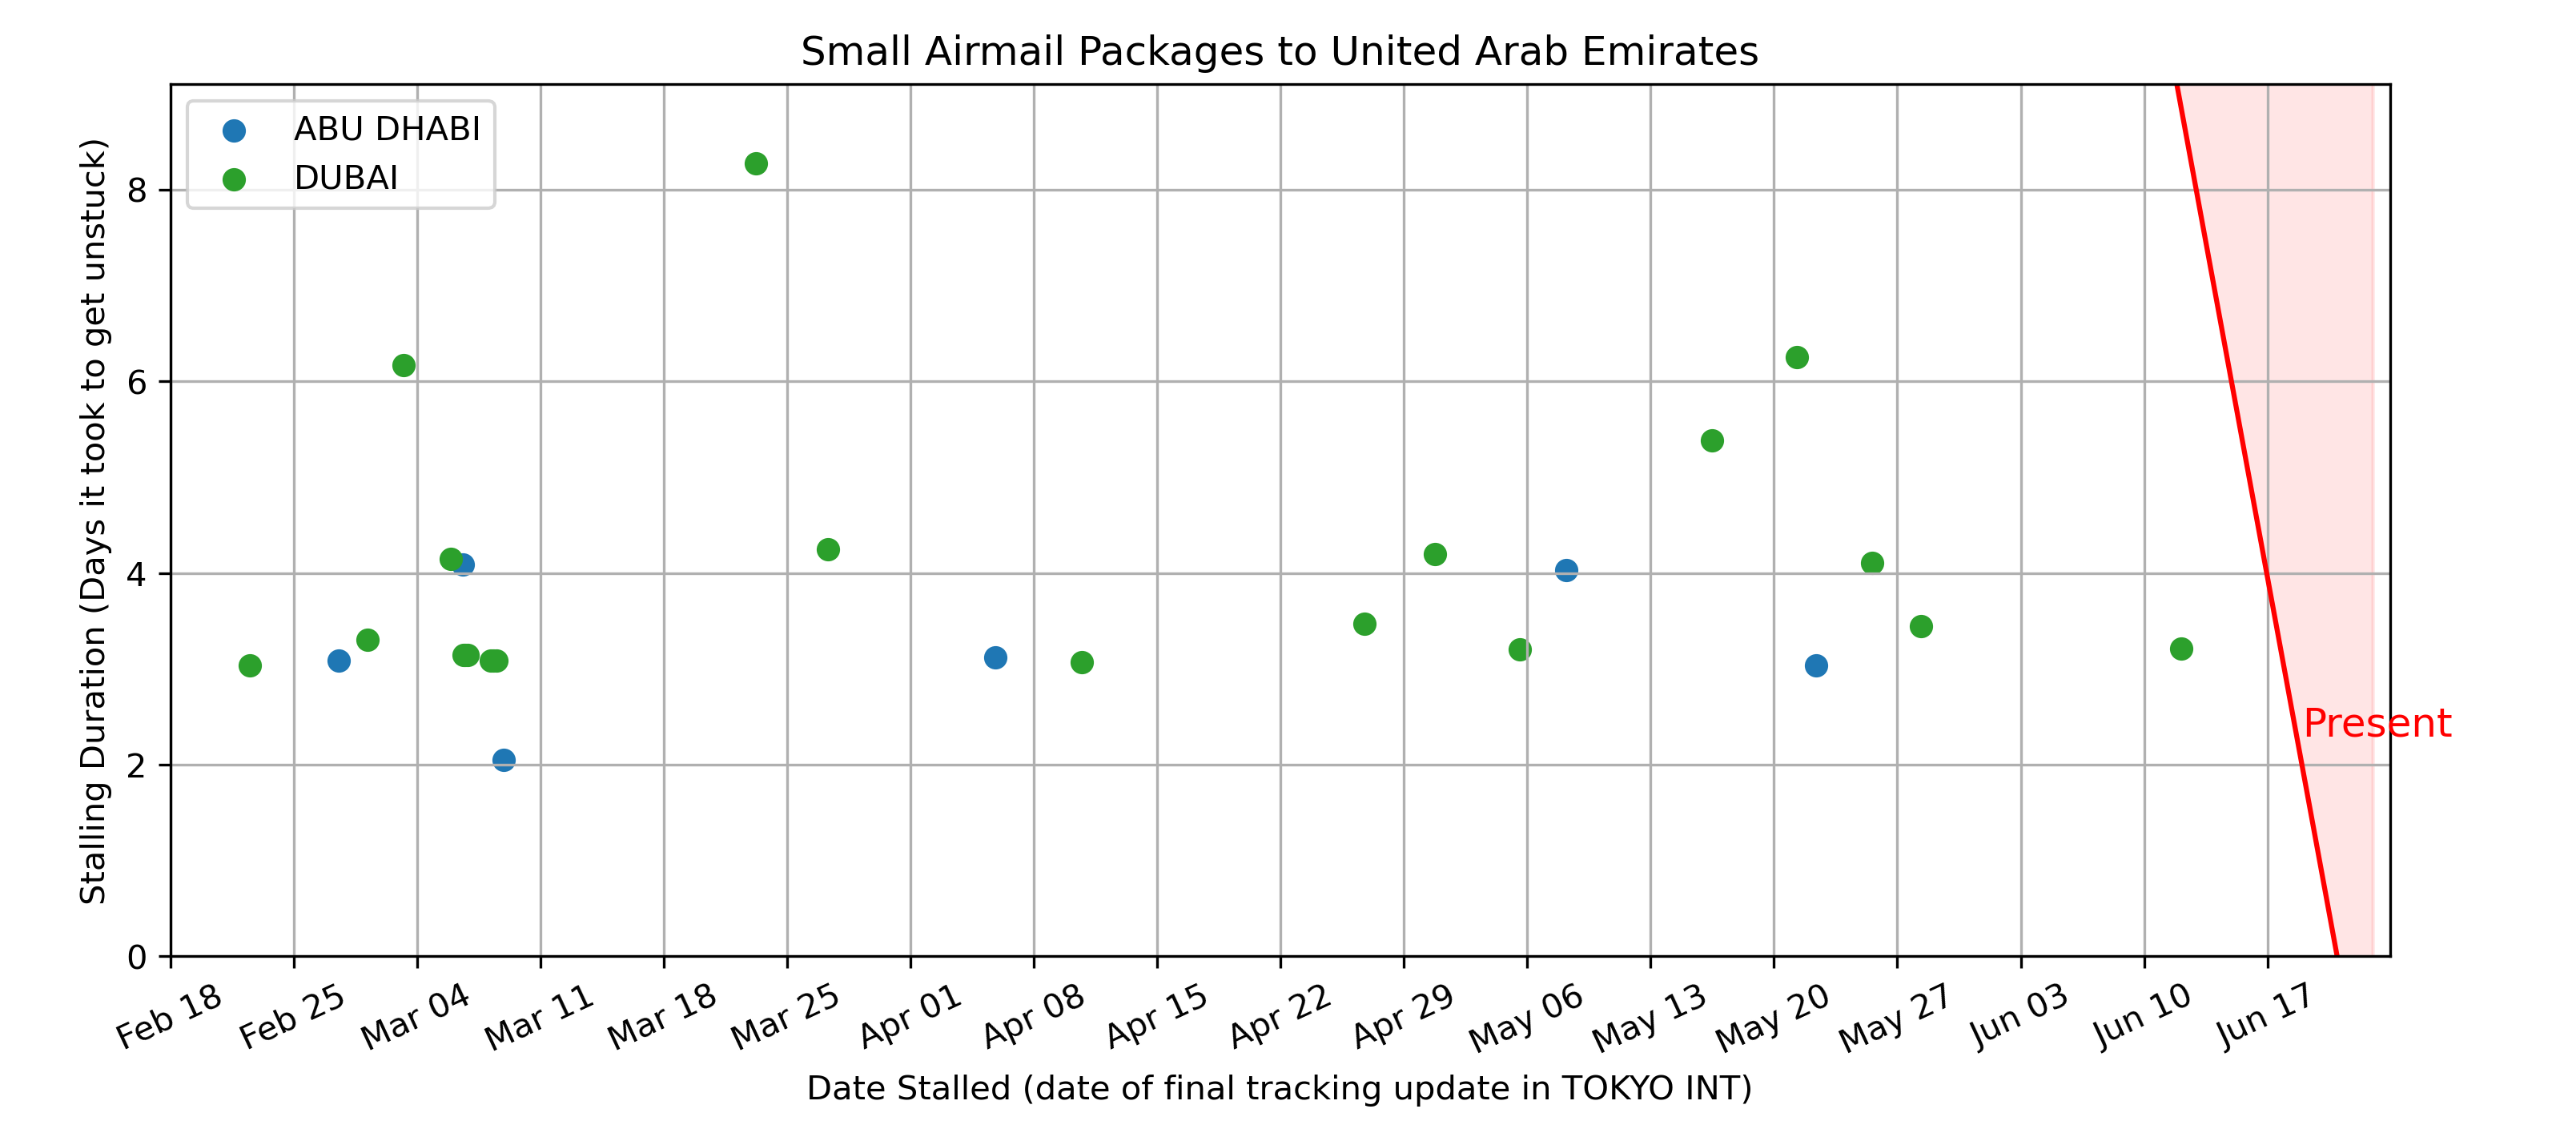 Small Airmail Packages to United Arab Emirates
ABU DHABI
DUBAI
Stalling Duration (Days it took to get unstuck)
8
6
4
2
0
Present
Feb 18
Feb 25
Mar 04
Mar 11
Mar 18
Mar 25
Apr 01
Apr 08
Apr 15
Apr 22
Apr 29
May 06
May 13
May 20
May 27
Jun 03
Jun 10
Jun 17
Date Stalled (date of final tracking update in TOKYO INT)